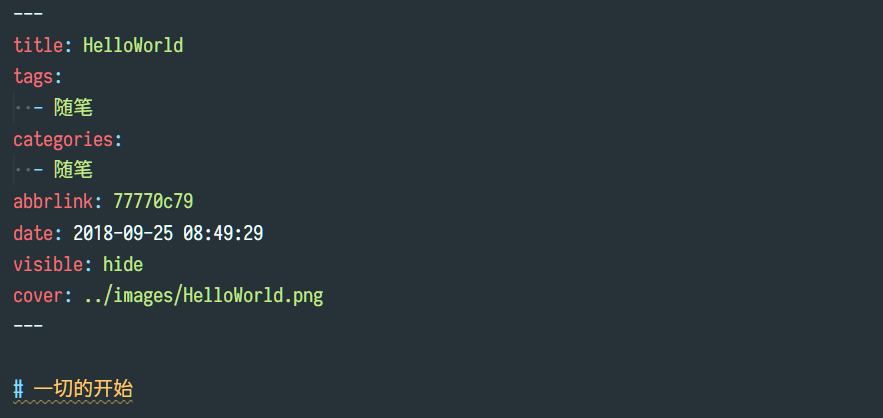 ---
title: HelloWorld
tags:
  - 随笔
categories:
  - 随笔
abbrlink: 77770c79
date: 2018-09-25 08:49:29
visible: hide
cover: ../images/HelloWorld.png
---
# 一切的开始